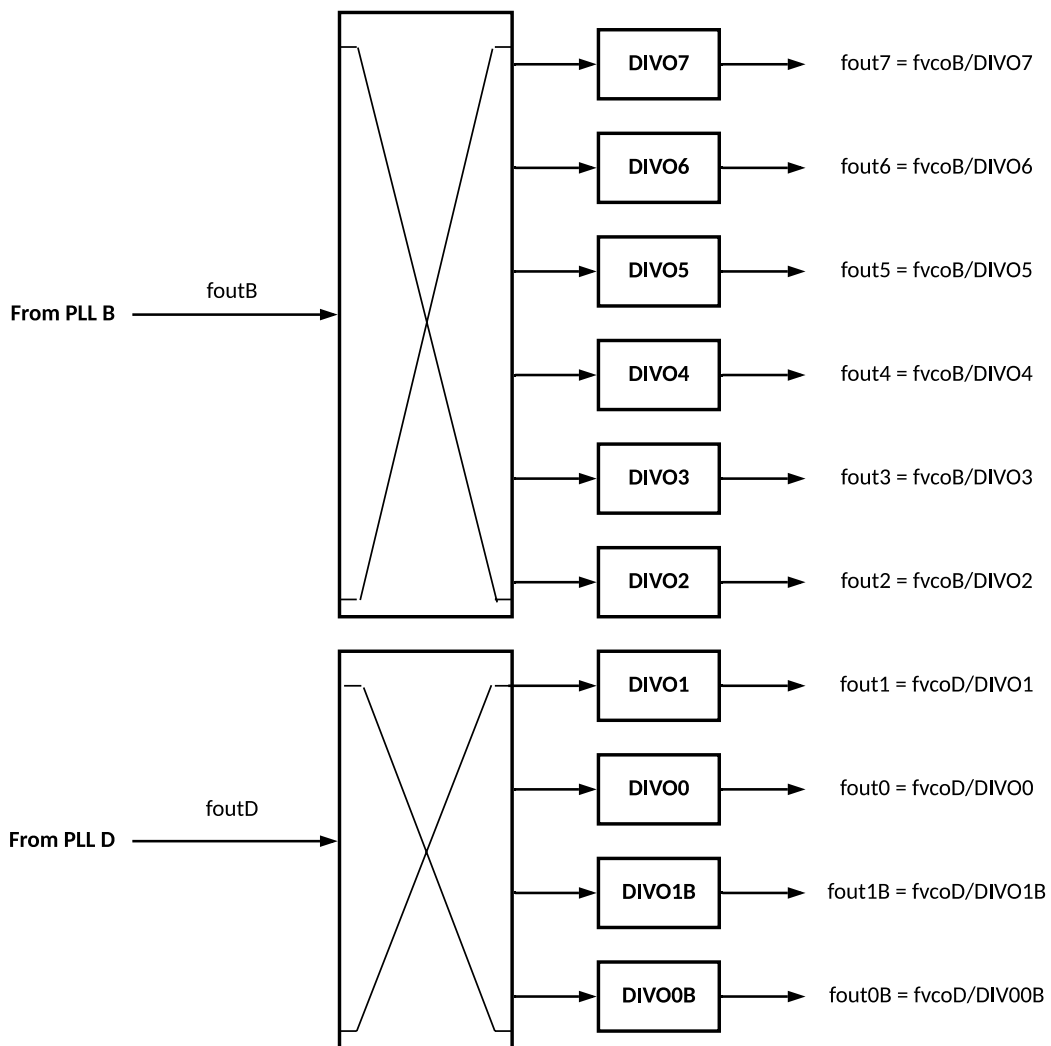 DIVO7
fout7 = fvcoB/DIVO7
DIVO6
fout6 = fvcoB/DIVO6
DIVO5
fout5 = fvcoB/DIVO5
foutB
From PLL B
DIVO4
fout4 = fvcoB/DIVO4
DIVO3
fout3 = fvcoB/DIVO3
DIVO2
fout2 = fvcoB/DIVO2
DIVO1
fout1 = fvcoD/DIVO1
DIVO0
fout0 = fvcoD/DIVO0
foutD
From PLL D
DIVO1B
fout1B = fvcoD/DIVO1B
DIVO0B
fout0B = fvcoD/DIV00B